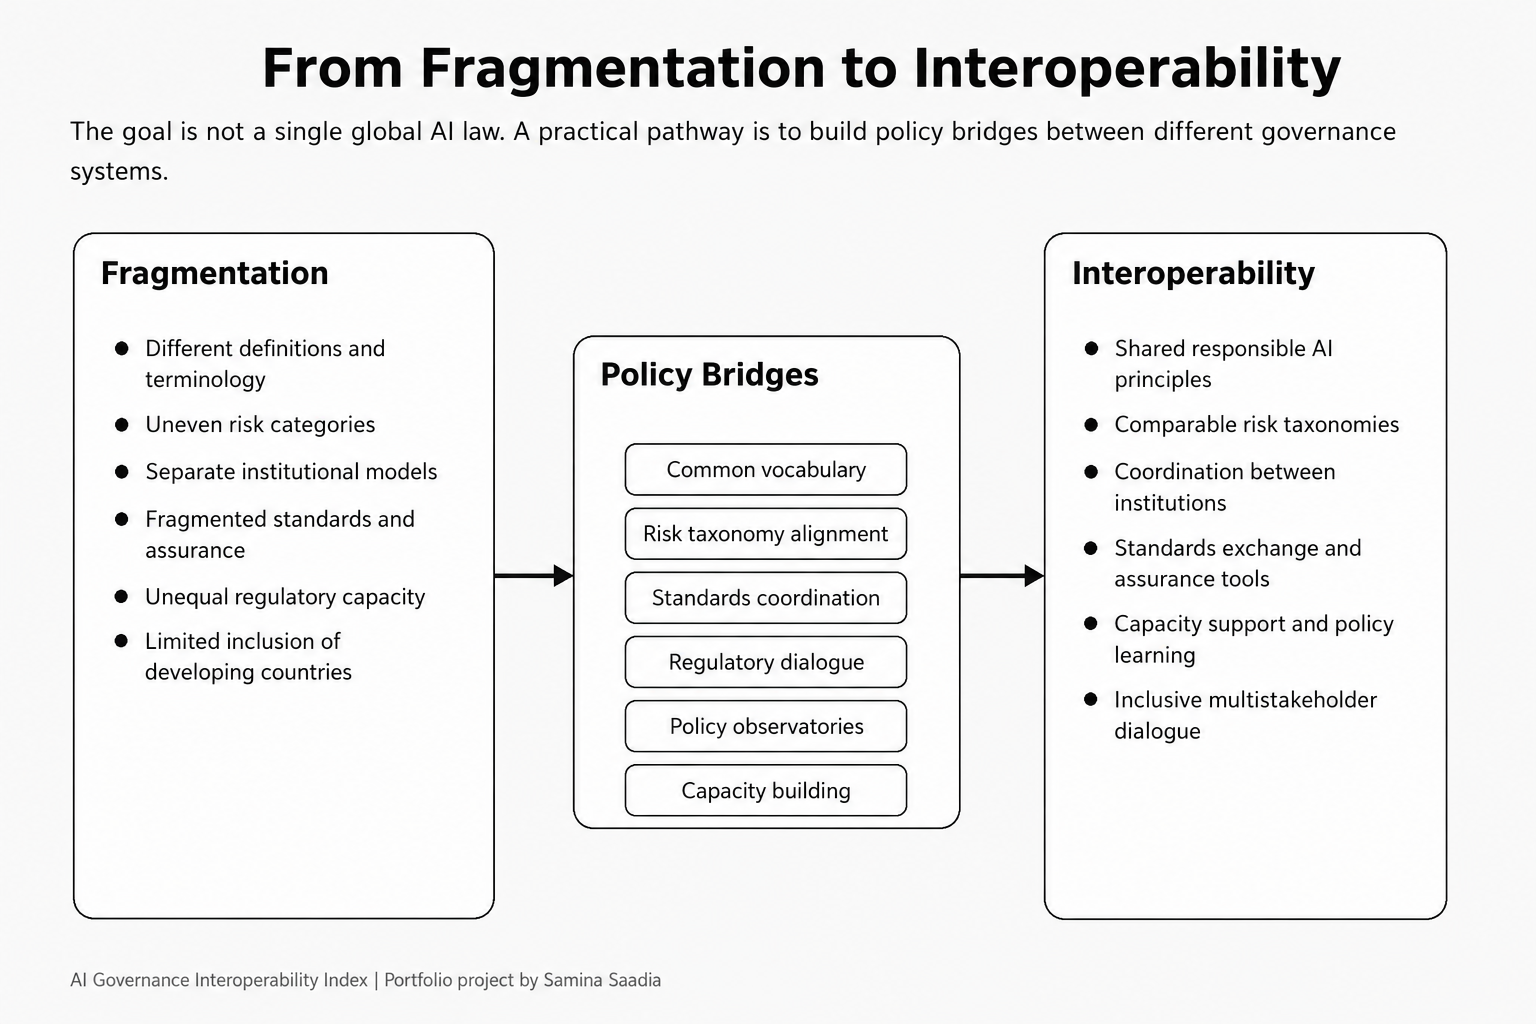 From Fragmentation to Interoperability
The goal is not a single global AI law. A practical pathway is to build policy bridges between different governance
systems.
Fragmentation
Different definitions and
terminology
Uneven risk categories
Separate institutional models
Fragmented standards and
assurance
Unequal regulatory capacity
Limited inclusion of
developing countries
Policy Bridges
Common vocabulary
Risk taxonomy alignment
Standards coordination
Regulatory dialogue
Policy observatories
Capacity building
Interoperability
Shared responsible AI
principles
Comparable risk taxonomies
Coordination between
institutions
Standards exchange and
assurance tools
Capacity support and policy
learning
Inclusive multistakeholder
dialogue
AI Governance Interoperability Index | Portfolio project by Samina Saadia